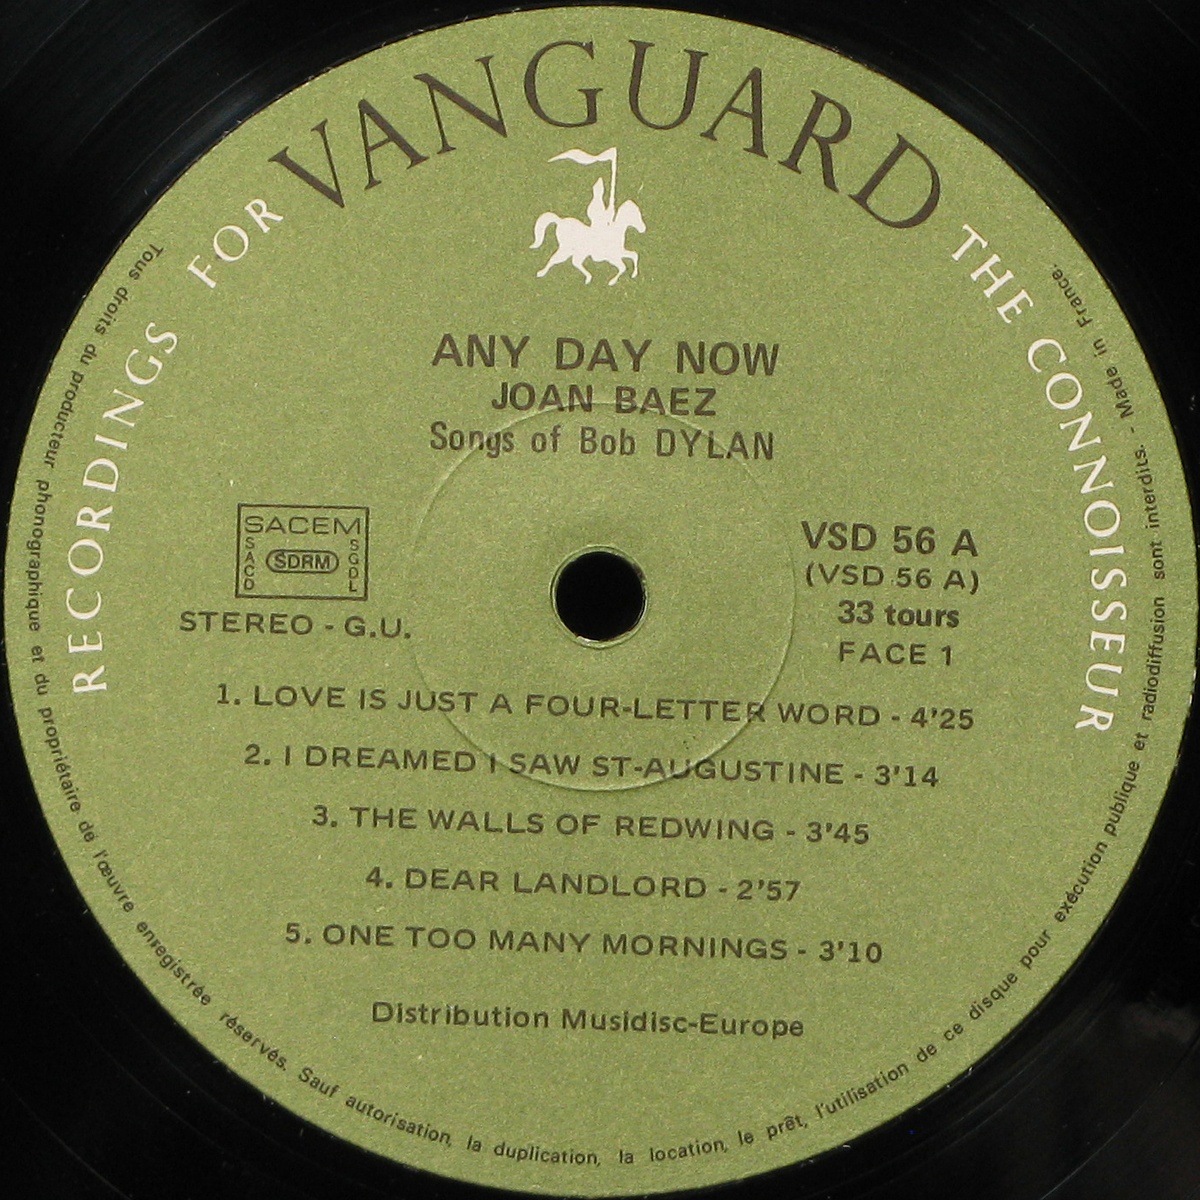 RECORDINGS FOR VANGUARD THE CONNOISSEUR
ANY DAY NOW
JOAN BAEZ
Songs of Bob DYLAN
SACEM
SACD
SDRM
SGDL
STEREO - G.U.
VSD 56 A
(VSD 56 A)
33 tours
FACE 1
1. LOVE IS JUST A FOUR-LETTER WORD - 4'25
2. I DREAMED I SAW ST-AUGUSTINE - 3'14
3. THE WALLS OF REDWING - 3'45
4. DEAR LANDLORD - 2'57
5. ONE TOO MANY MORNINGS - 3'10
Distribution Musidisc-Europe
Tous droits du producteur phonographique et du propriétaire de l'œuvre enregistrée réservés. Sauf autorisation, la duplication, la location, le prêt, l'utilisation de ce disque pour exécution publique et radiodiffusion sont interdits. - Made in France.